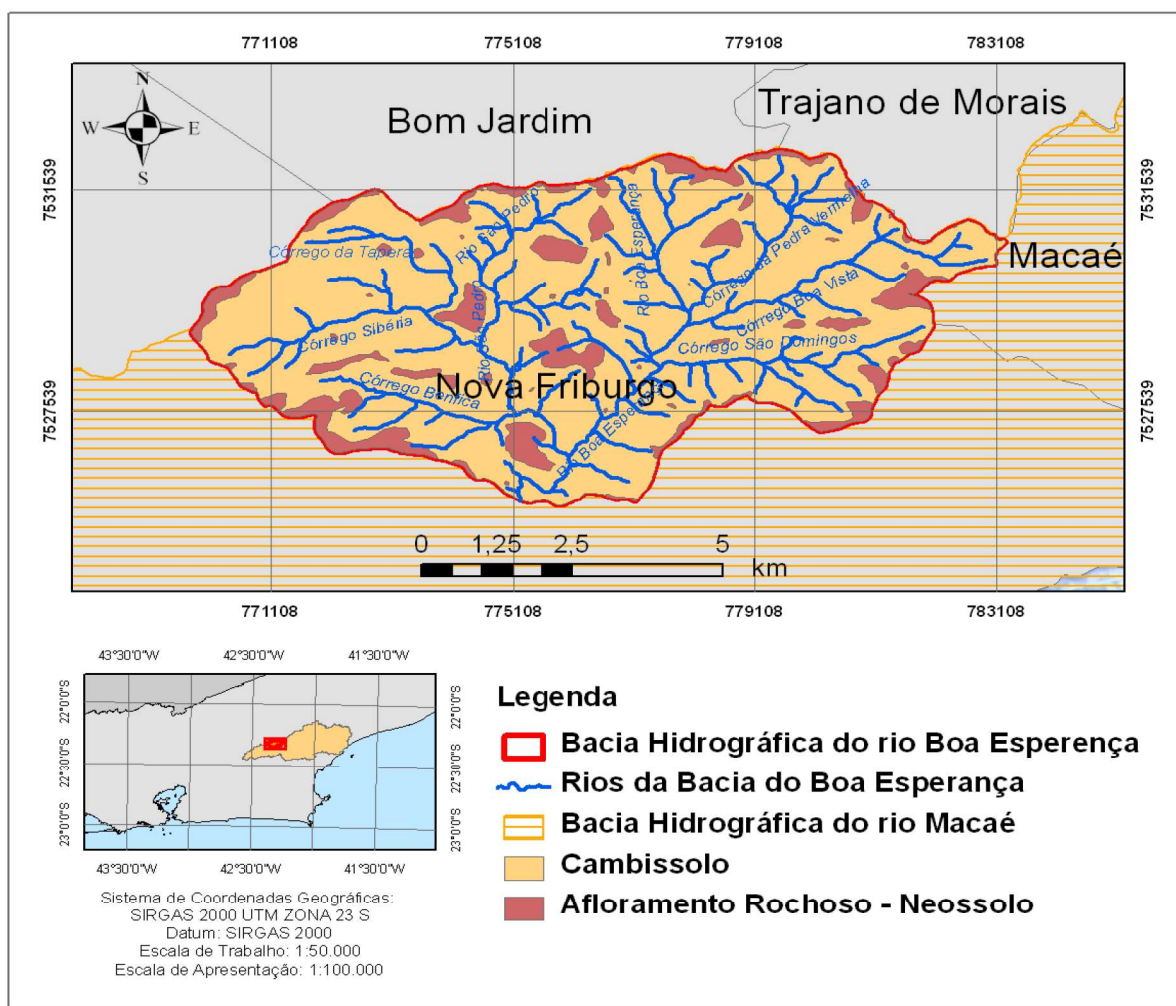 771108 775108 779108 783108
N
W E
S
Bom Jardim
Trajano de Morais
7531539
7531539
Macaé
Córrego da Tapera
Rio São Pedro
Rio Boa Esperança
Córrego da Pedra Vermelha
Córrego Boa Vista
Córrego Sibéria
Rio São Pedro
Córrego São Domingos
Córrego Benfica
Nova Friburgo
Rio Boa Esperança
7527539
7527539
0 1,25 2,5 5
km
771108 775108 779108 783108
43°30'0"W 42°30'0"W 41°30'0"W
22°0'0"S
22°0'0"S
22°30'0"S
22°30'0"S
23°0'0"S
23°0'0"S
43°30'0"W 42°30'0"W 41°30'0"W
Sistema de Coordenadas Geográficas:
SIRGAS 2000 UTM ZONA 23 S
Datum: SIRGAS 2000
Escala de Trabalho: 1:50.000
Escala de Apresentação: 1:100.000
Legenda
Bacia Hidrográfica do rio Boa Esperença
Rios da Bacia do Boa Esperança
Bacia Hidrográfica do rio Macaé
Cambissolo
Afloramento Rochoso - Neossolo